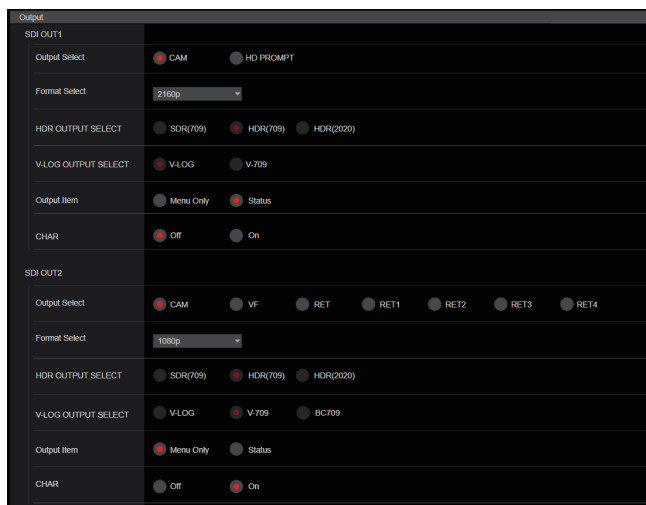 Output
SDI OUT1
Output Select CAM HD PROMPT
Format Select 2160p
HDR OUTPUT SELECT SDR(709) HDR(709) HDR(2020)
V-LOG OUTPUT SELECT V-LOG V-709
Output Item Menu Only Status
CHAR Off On
SDI OUT2
Output Select CAM VF RET RET1 RET2 RET3 RET4
Format Select 1080p
HDR OUTPUT SELECT SDR(709) HDR(709) HDR(2020)
V-LOG OUTPUT SELECT V-LOG V-709 BC709
Output Item Menu Only Status
CHAR Off On